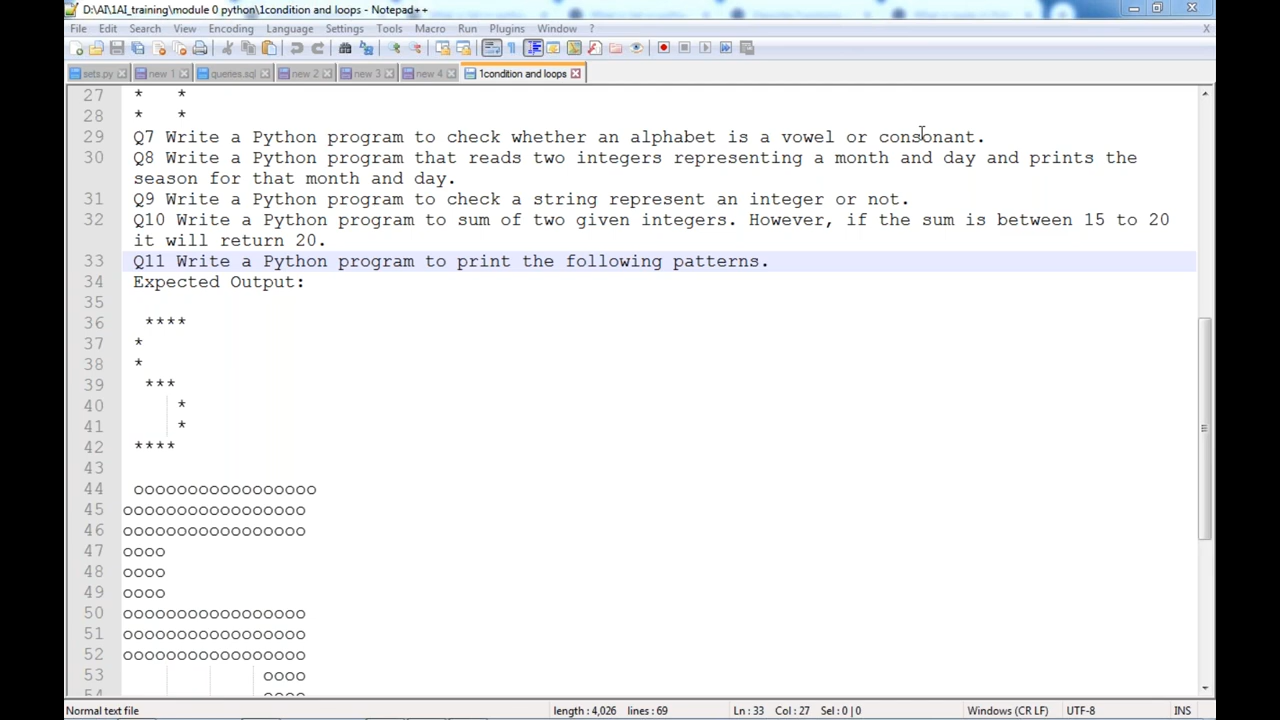 D:\AI\1AI_training\module 0 python\1condition and loops - Notepad++
File Edit Search View Encoding Language Settings Tools Macro Run Plugins Window ? X
sets.py new 1 queries.sql new 2 new 3 new 4 1condition and loops
27 *   *
28 *   *
29 Q7 Write a Python program to check whether an alphabet is a vowel or consonant.
30 Q8 Write a Python program that reads two integers representing a month and day and prints the
season for that month and day.
31 Q9 Write a Python program to check a string represent an integer or not.
32 Q10 Write a Python program to sum of two given integers. However, if the sum is between 15 to 20
it will return 20.
33 Q11 Write a Python program to print the following patterns.
34 Expected Output:
35
36  ****
37 *
38 *
39  ***
40     *
41     *
42 ****
43
44  ooooooooooooooooo
45 ooooooooooooooooo
46 ooooooooooooooooo
47 oooo
48 oooo
49 oooo
50 ooooooooooooooooo
51 ooooooooooooooooo
52 ooooooooooooooooo
53              oooo
54              oooo
Normal text file length : 4,026 lines : 69 Ln : 33 Col : 27 Sel : 0 | 0 Windows (CR LF) UTF-8 INS